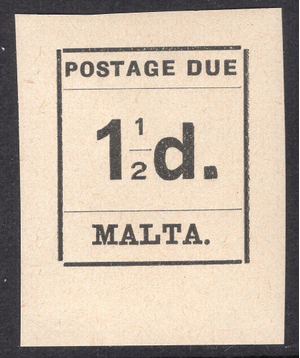 POSTAGE DUE
1½d.
MALTA.